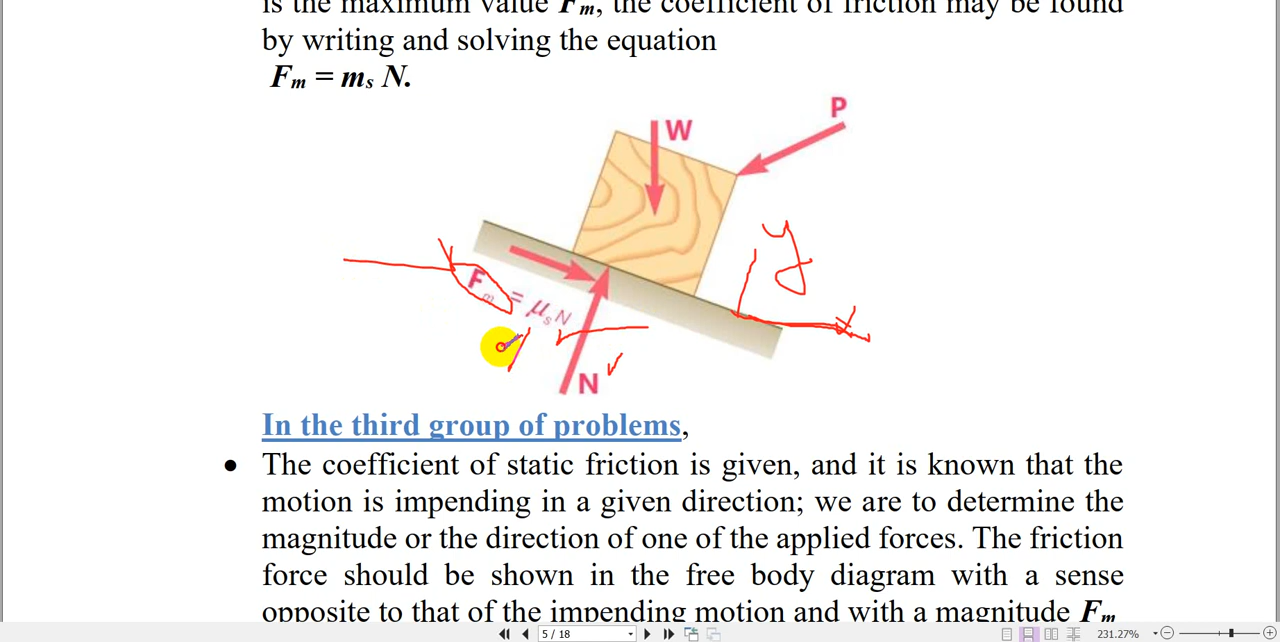 is the maximum value Fm, the coefficient of friction may be found
by writing and solving the equation
Fm = ms N.
P
W
y
Fm = μsN
x
N
In the third group of problems,
• The coefficient of static friction is given, and it is known that the
motion is impending in a given direction; we are to determine the
magnitude or the direction of one of the applied forces. The friction
force should be shown in the free body diagram with a sense
opposite to that of the impending motion and with a magnitude Fm
5 / 18
231.27%